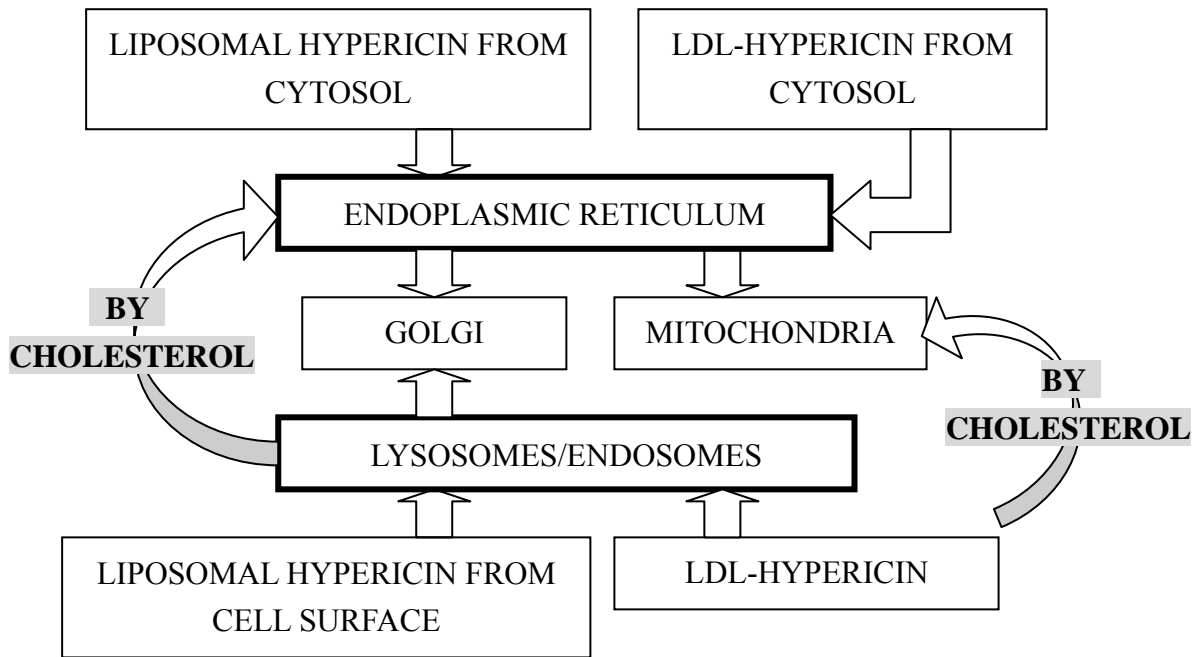 LIPOSOMAL HYPERICIN FROM
CYTOSOL
LDL-HYPERICIN FROM
CYTOSOL
ENDOPLASMIC RETICULUM
BY
CHOLESTEROL
GOLGI
MITOCHONDRIA
BY
CHOLESTEROL
LYSOSOMES/ENDOSOMES
LIPOSOMAL HYPERICIN FROM
CELL SURFACE
LDL-HYPERICIN